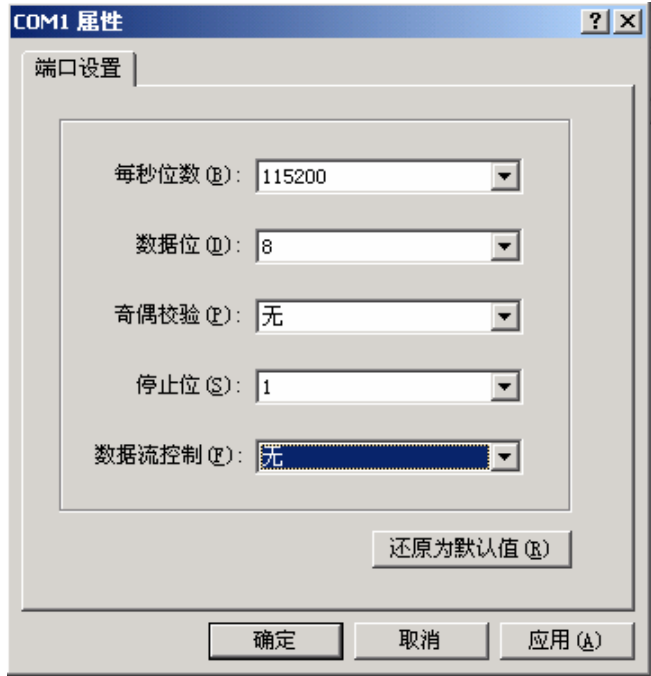 COM1 属性
端口设置
每秒位数(B): 115200
数据位(D): 8
奇偶校验(P): 无
停止位(S): 1
数据流控制(F): 无
还原为默认值(R)
确定 取消 应用(A)